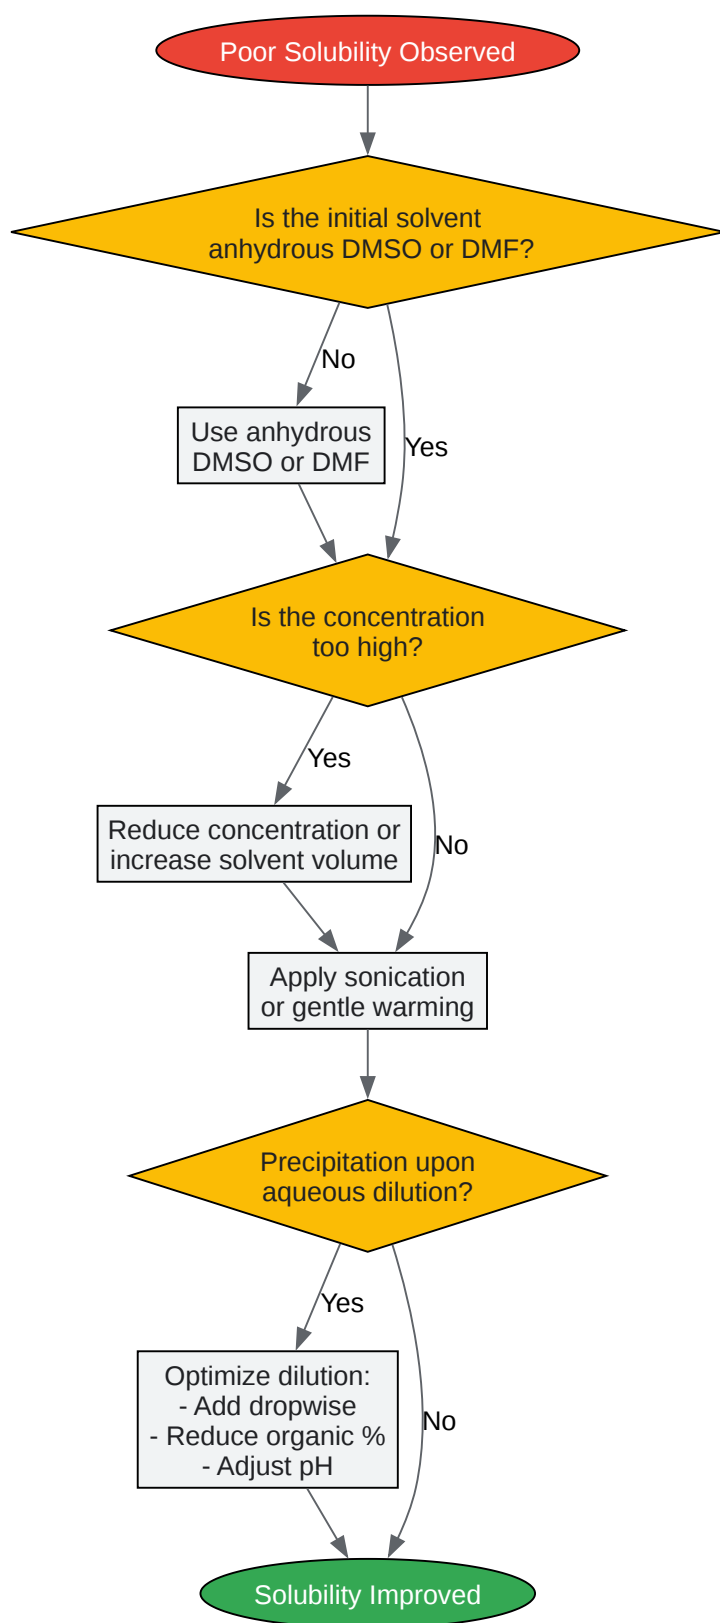 Poor Solubility Observed
Is the initial solvent
anhydrous DMSO or DMF?
No
Use anhydrous
DMSO or DMF
Yes
Is the concentration
too high?
Yes
Reduce concentration or
increase solvent volume
No
Apply sonication
or gentle warming
Precipitation upon
aqueous dilution?
Yes
Optimize dilution:
- Add dropwise
- Reduce organic %
- Adjust pH
No
Solubility Improved